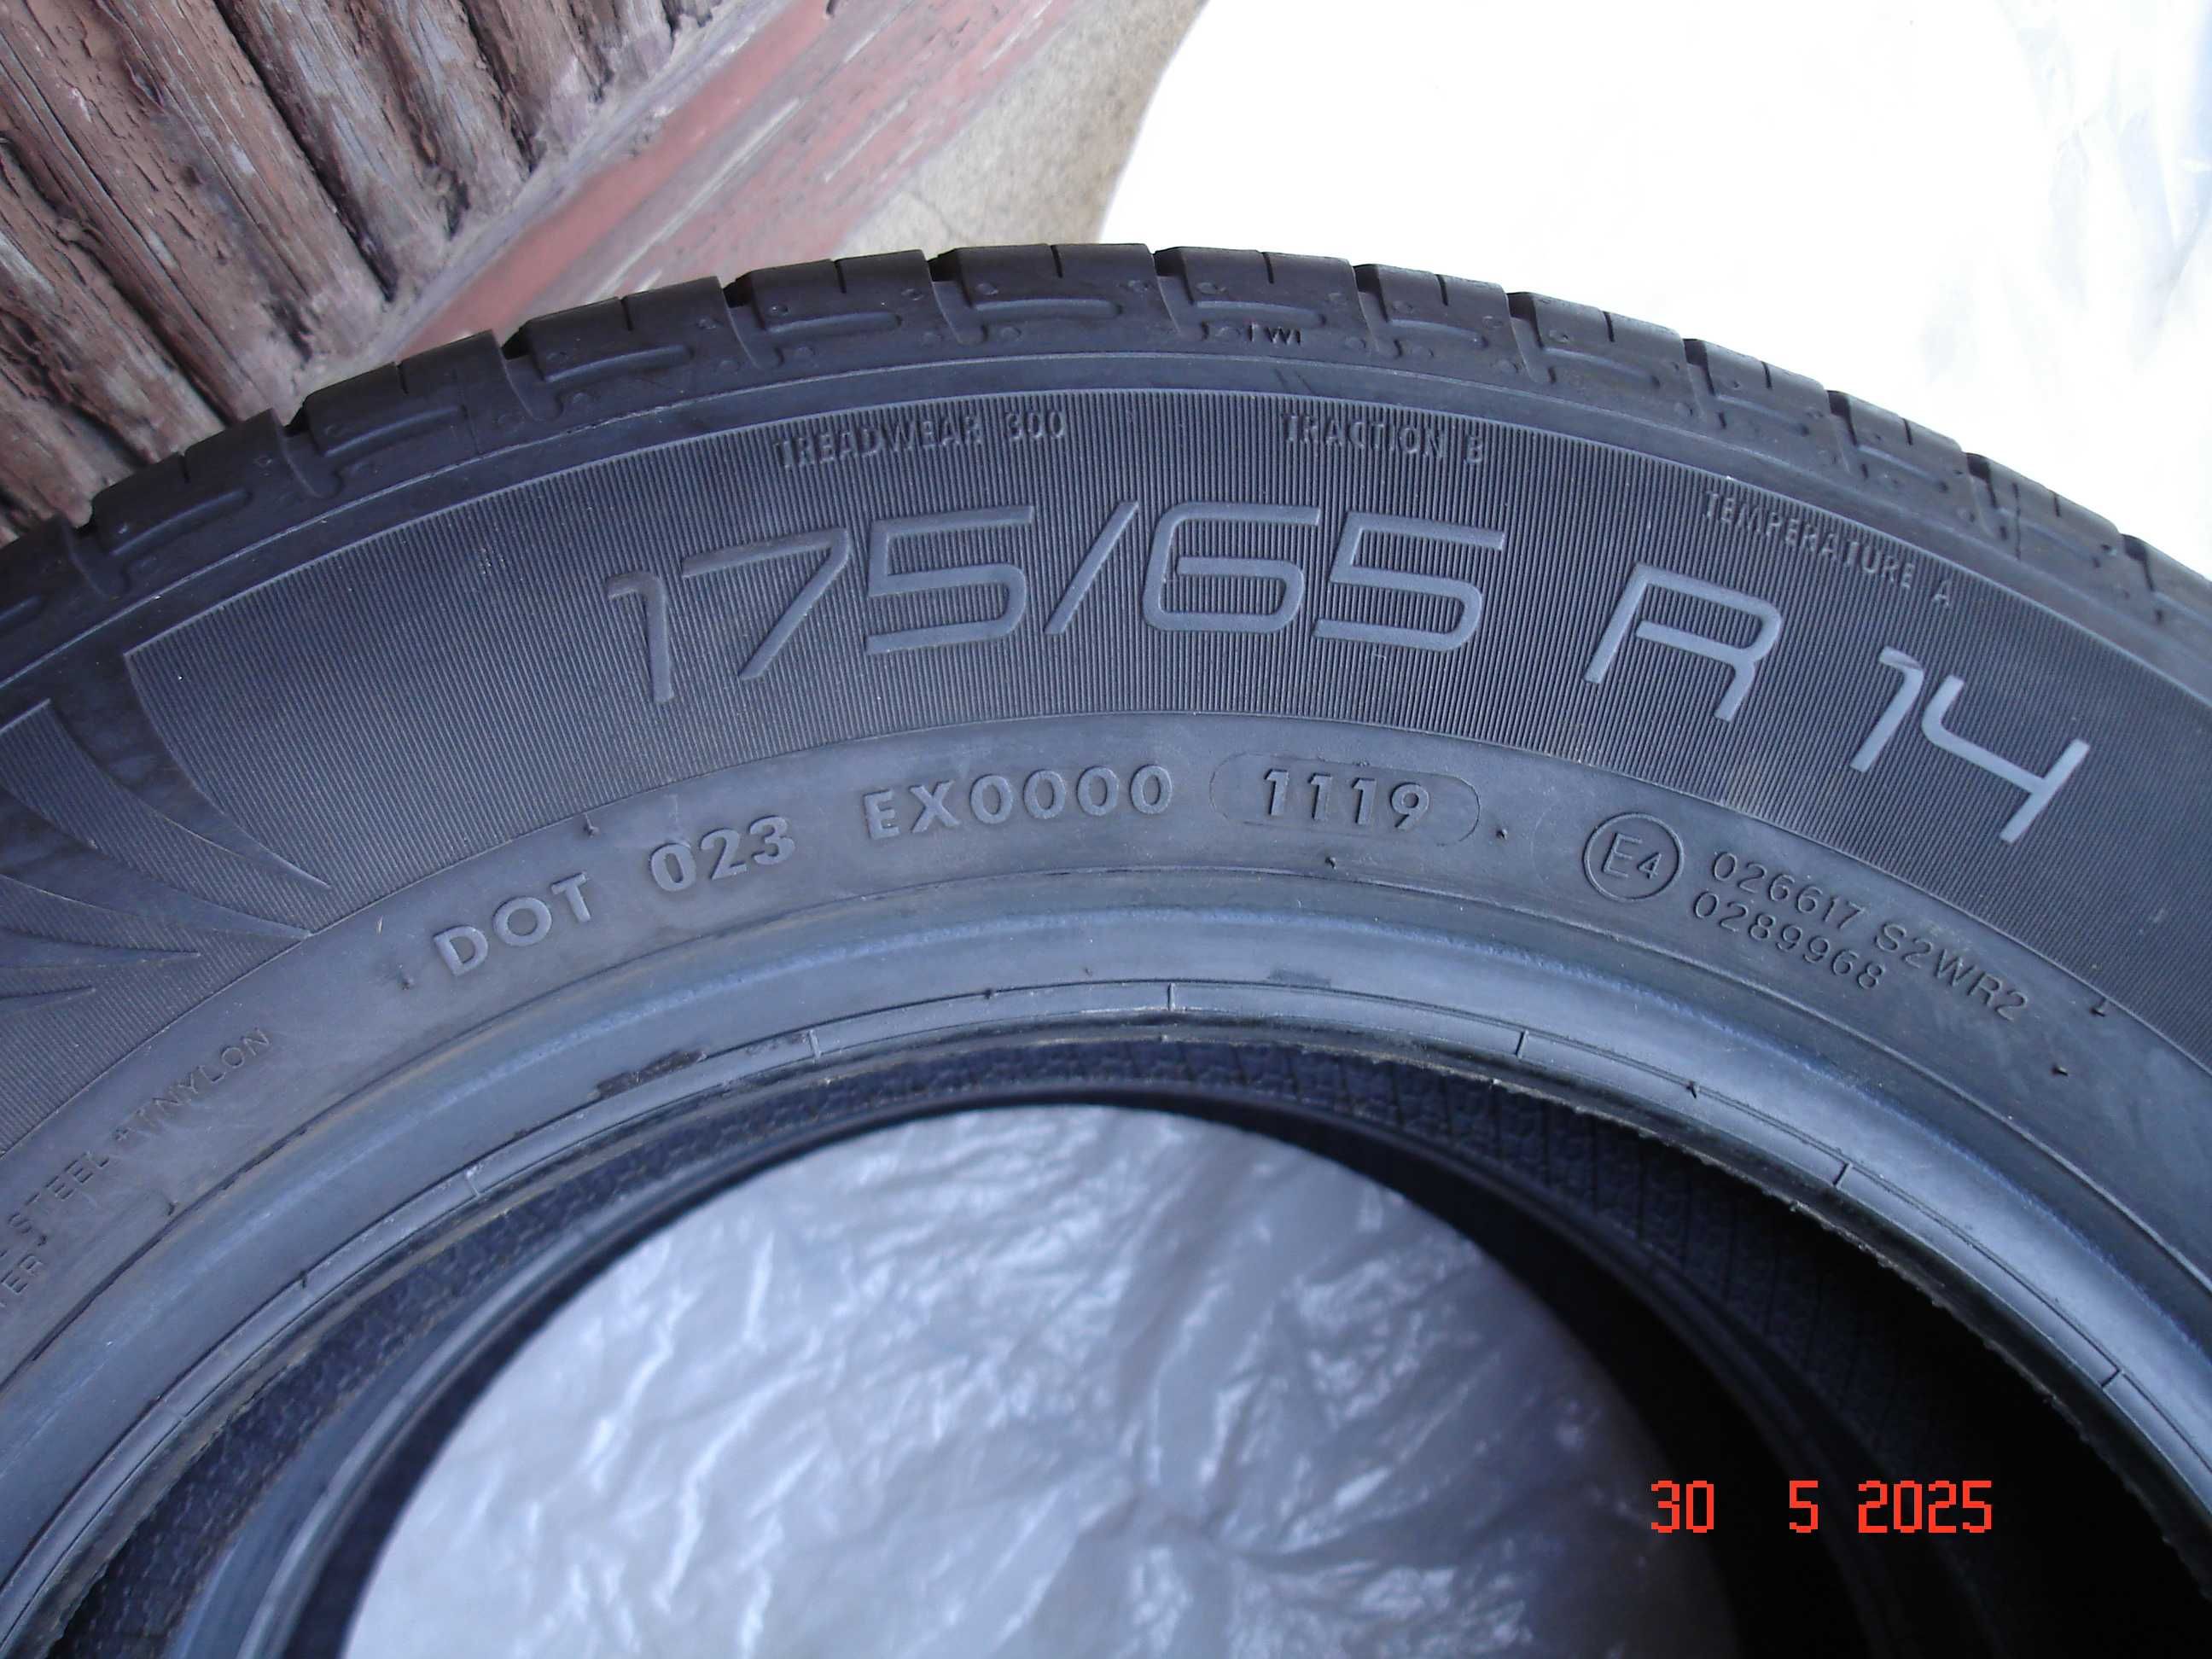 TWI
TREADWEAR 300 TRACTION B TEMPERATURE A
175/65 R 14
DOT 023 EX0000 1119
E4 026617 S2WR2
0289968
STEEL + 1 NYLON
30 5 2025